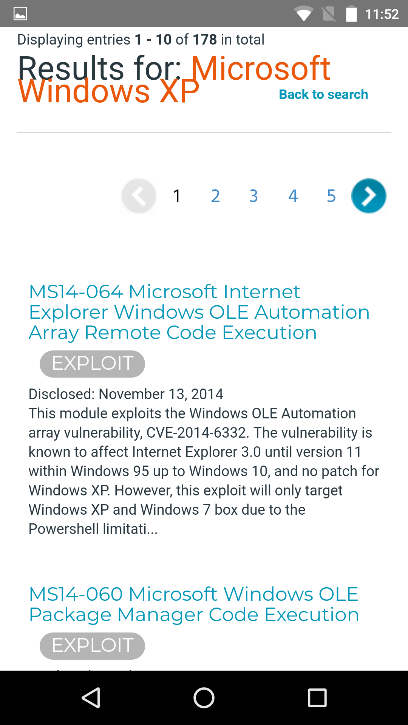 11:52
Displaying entries 1 - 10 of 178 in total
Results for: Microsoft
Windows XP
Back to search
1 2 3 4 5
MS14-064 Microsoft Internet
Explorer Windows OLE Automation
Array Remote Code Execution
EXPLOIT
Disclosed: November 13, 2014
This module exploits the Windows OLE Automation
array vulnerability, CVE-2014-6332. The vulnerability is
known to affect Internet Explorer 3.0 until version 11
within Windows 95 up to Windows 10, and no patch for
Windows XP. However, this exploit will only target
Windows XP and Windows 7 box due to the
Powershell limitati...
MS14-060 Microsoft Windows OLE
Package Manager Code Execution
EXPLOIT